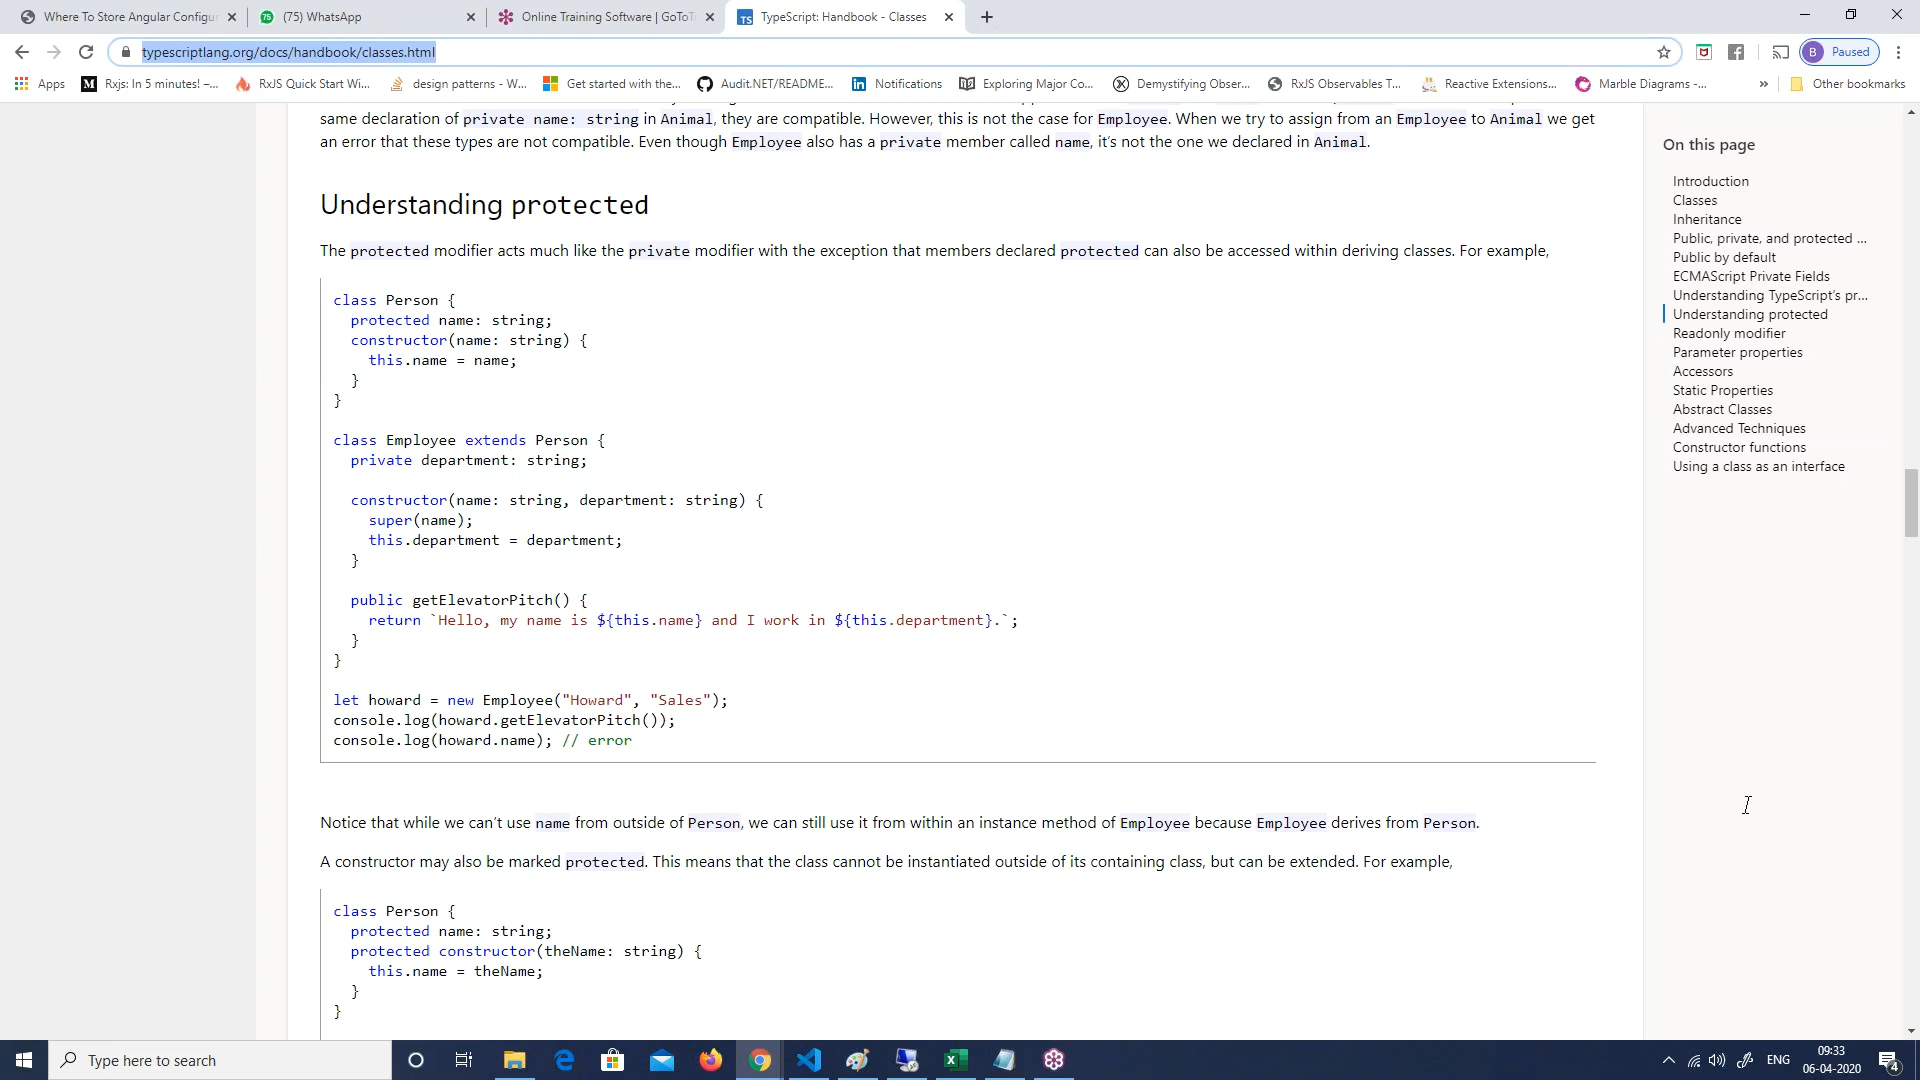 Where To Store Angular Configur
(75) WhatsApp
Online Training Software | GoToTr
TypeScript: Handbook - Classes
typescriptlang.org/docs/handbook/classes.html
B Paused
Apps
Rxjs: In 5 minutes! –...
RxJS Quick Start Wi...
design patterns - W...
Get started with the...
Audit.NET/README...
Notifications
Exploring Major Co...
Demystifying Obser...
RxJS Observables T...
Reactive Extensions...
Marble Diagrams -...
»
Other bookmarks
same declaration of private name: string in Animal, they are compatible. However, this is not the case for Employee. When we try to assign from an Employee to Animal we get
an error that these types are not compatible. Even though Employee also has a private member called name, it’s not the one we declared in Animal.
Understanding protected
The protected modifier acts much like the private modifier with the exception that members declared protected can also be accessed within deriving classes. For example,
class Person {
protected name: string;
constructor(name: string) {
this.name = name;
}
}
class Employee extends Person {
private department: string;
constructor(name: string, department: string) {
super(name);
this.department = department;
}
public getElevatorPitch() {
return `Hello, my name is ${this.name} and I work in ${this.department}.`;
}
}
let howard = new Employee("Howard", "Sales");
console.log(howard.getElevatorPitch());
console.log(howard.name); // error
Notice that while we can’t use name from outside of Person, we can still use it from within an instance method of Employee because Employee derives from Person.
A constructor may also be marked protected. This means that the class cannot be instantiated outside of its containing class, but can be extended. For example,
class Person {
protected name: string;
protected constructor(theName: string) {
this.name = theName;
}
}
On this page
Introduction
Classes
Inheritance
Public, private, and protected ...
Public by default
ECMAScript Private Fields
Understanding TypeScript’s pr...
Understanding protected
Readonly modifier
Parameter properties
Accessors
Static Properties
Abstract Classes
Advanced Techniques
Constructor functions
Using a class as an interface
Type here to search
ENG
09:33
06-04-2020
4